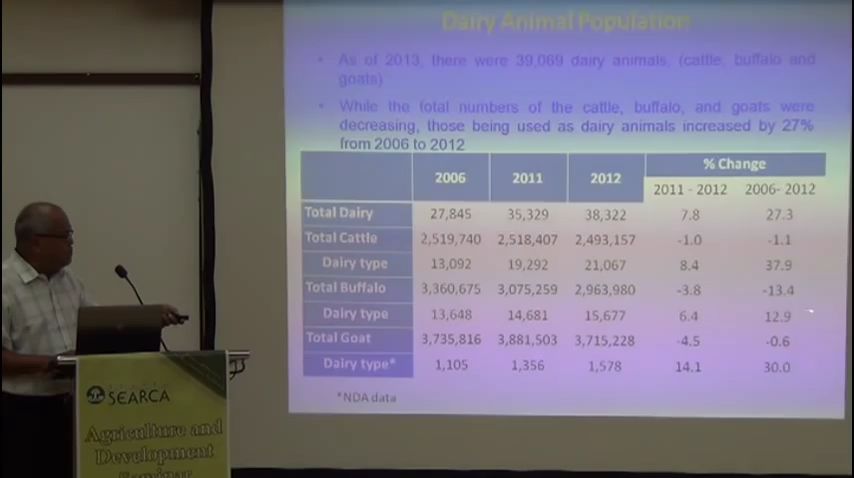 Dairy Animal Population
• As of 2013, there were 39,069 dairy animals, (cattle, buffalo and
goats)
• While the total numbers of the cattle, buffalo, and goats were
decreasing, those being used as dairy animals increased by 27%
from 2006 to 2012
2006 2011 2012 % Change
2011 - 2012 2006- 2012
Total Dairy 27,845 35,329 38,322 7.8 27.3
Total Cattle 2,519,740 2,518,407 2,493,157 -1.0 -1.1
Dairy type 13,092 19,292 21,067 8.4 37.9
Total Buffalo 3,360,675 3,075,259 2,963,980 -3.8 -13.4
Dairy type 13,648 14,681 15,677 6.4 12.9
Total Goat 3,735,816 3,881,503 3,715,228 -4.5 -0.6
Dairy type* 1,105 1,356 1,578 14.1 30.0
*NDA data
SEARCA
Agriculture and
Development
Seminar